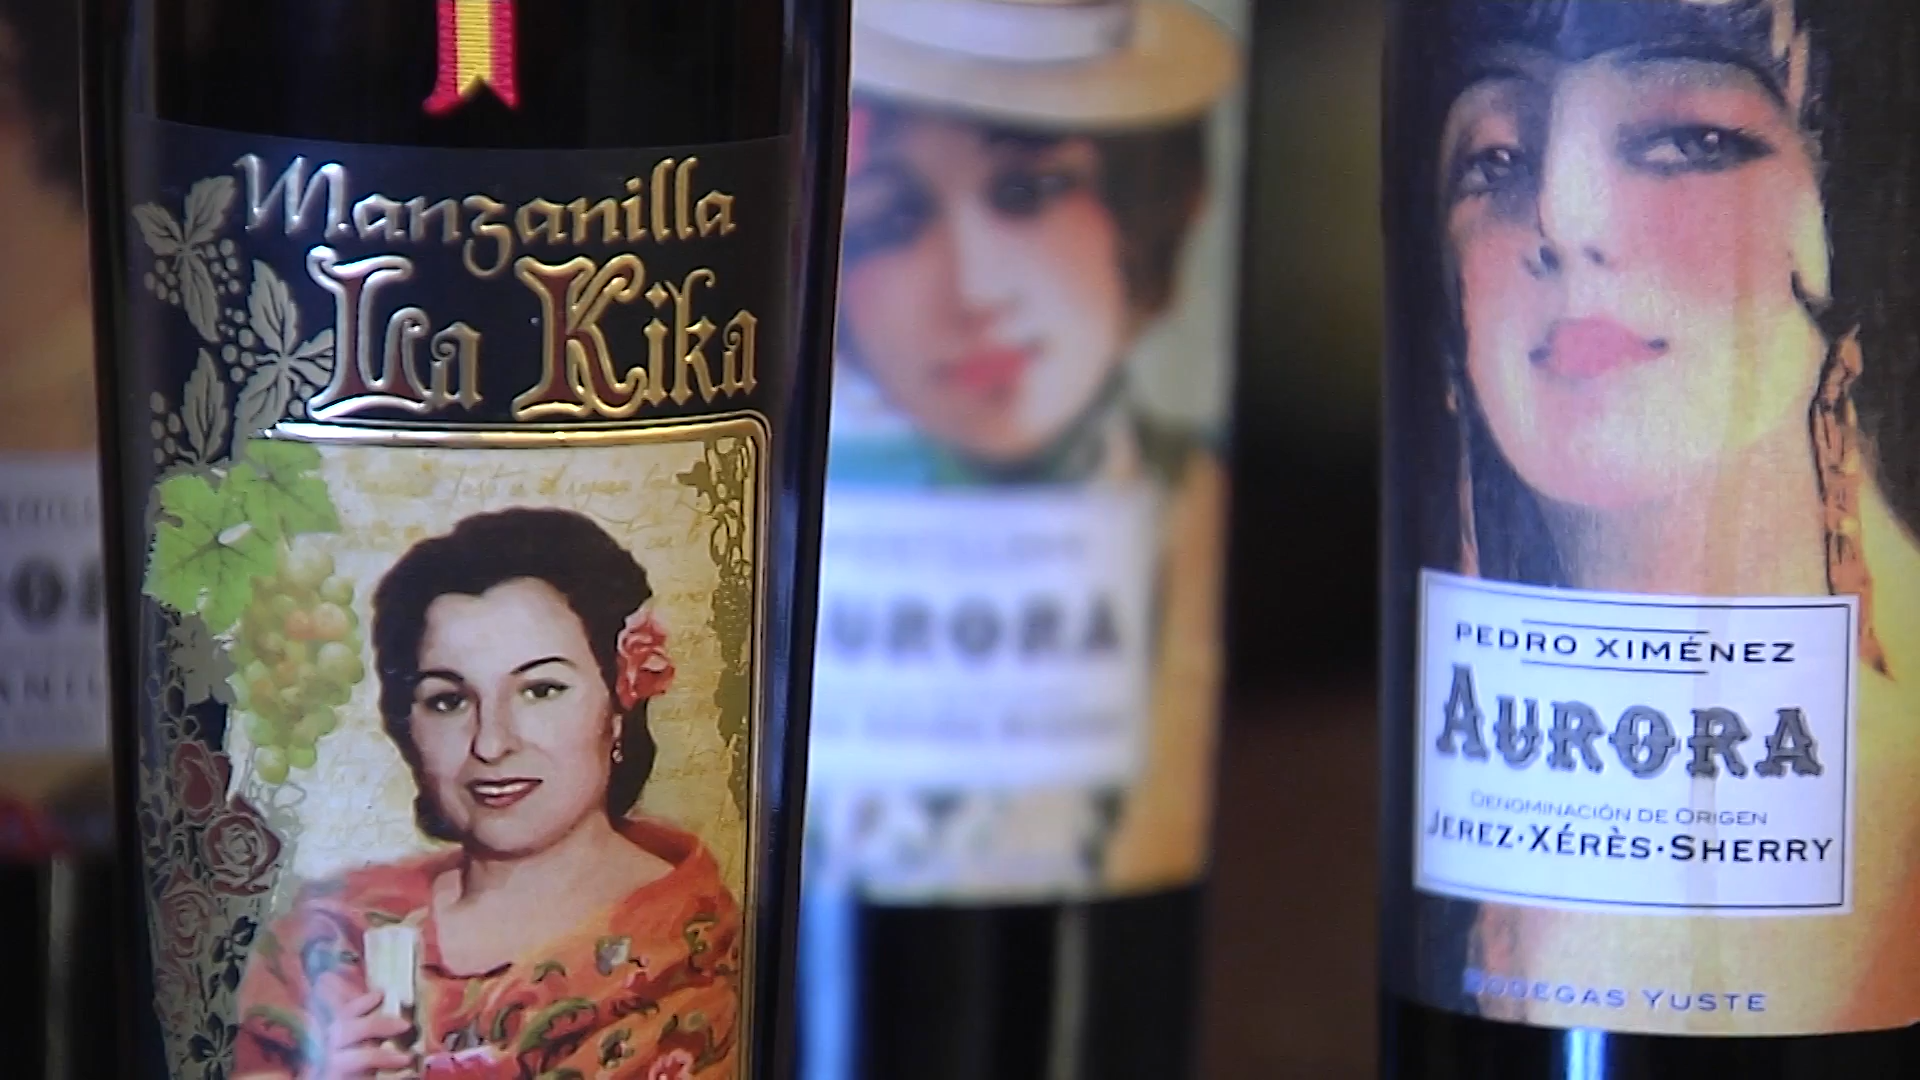 Manzanilla
La Kika
AURORA
PEDRO XIMÉNEZ
AURORA
DENOMINACIÓN DE ORIGEN
JEREZ·XÉRÈS·SHERRY
BODEGAS YUSTE